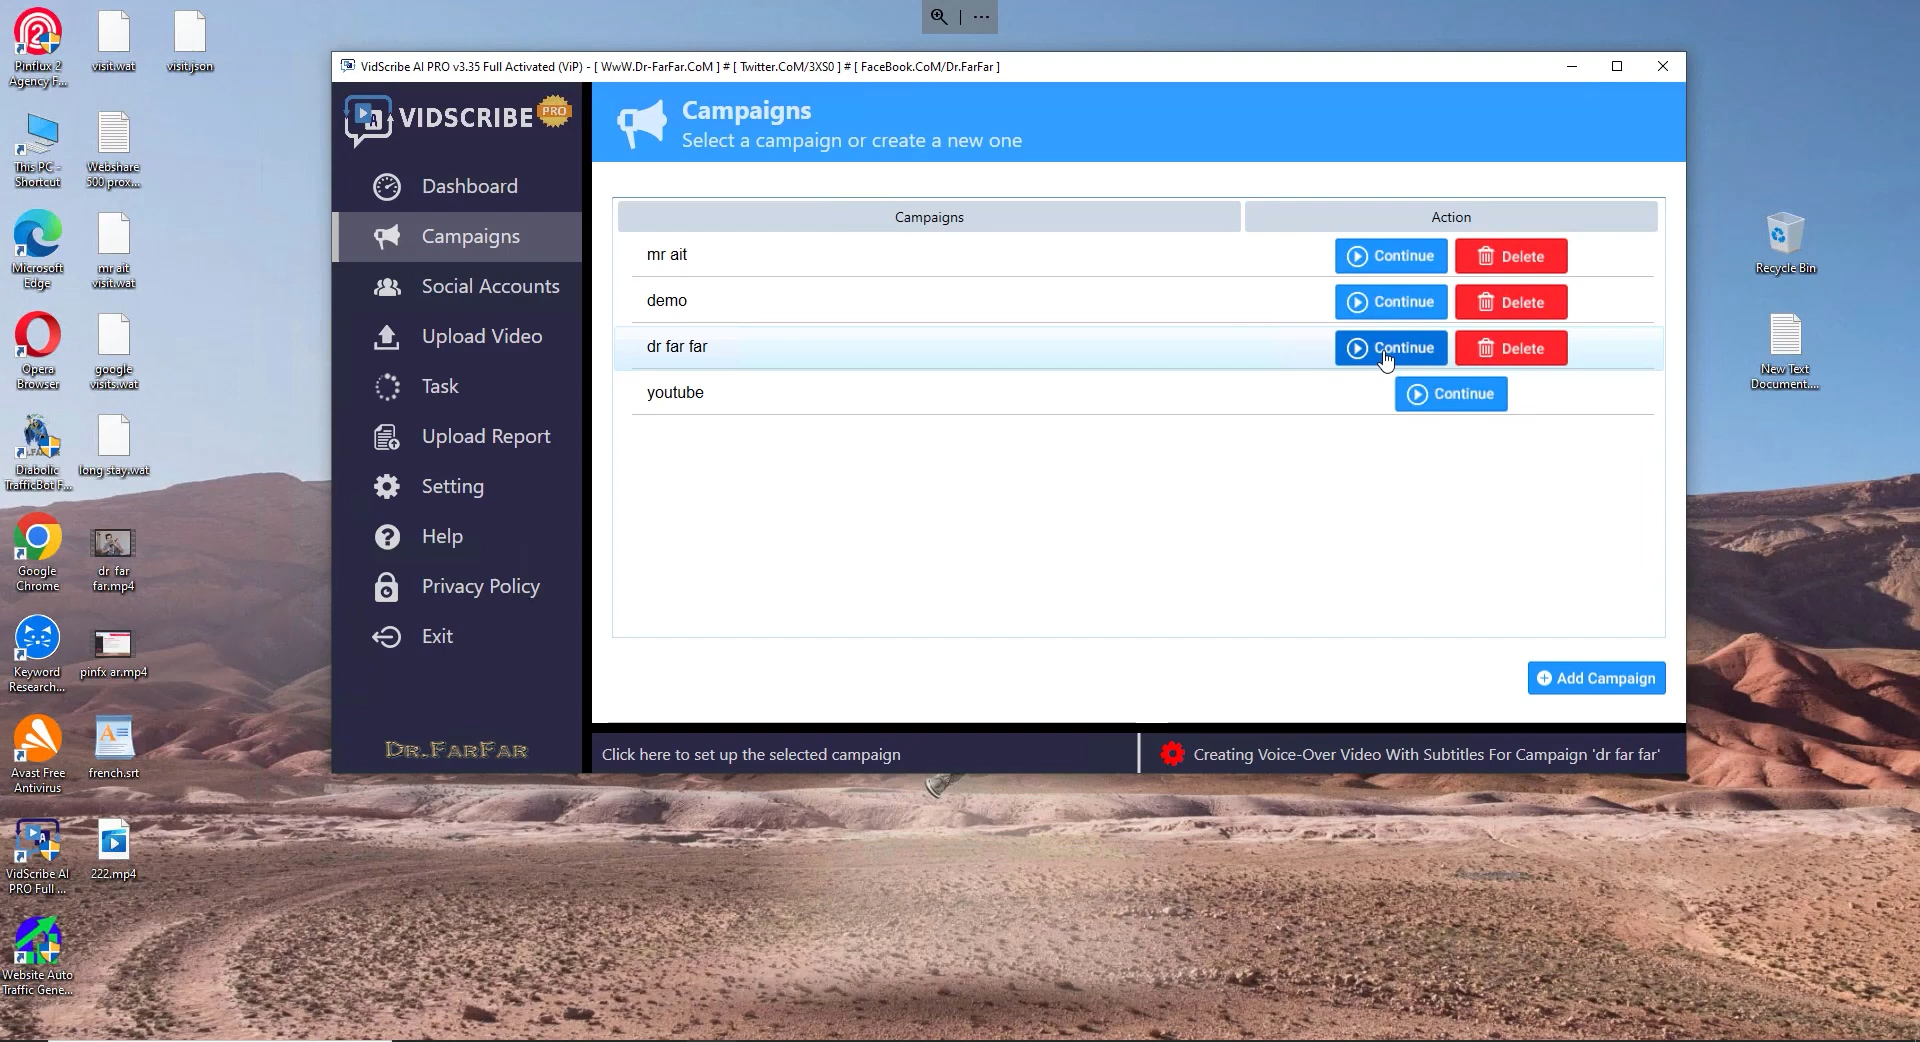 Pinflux 2
Agency F...
visit.wat
visit.json
This PC -
Shortcut
Webshare
500 prox...
Microsoft
Edge
mr ait
visit.wat
Opera
Browser
google
visits.wat
Diabolic
TrafficBot F...
long stay.wat
Google
Chrome
dr far
far.mp4
Keyword
Research...
pinfx ar.mp4
Avast Free
Antivirus
french.srt
VidScribe AI
PRO Full ...
222.mp4
Website Auto
Traffic Gene...
VidScribe AI PRO v3.35 Full Activated (ViP) - [ WwW.Dr-FarFar.CoM ] # [ Twitter.CoM/3XS0 ] # [ FaceBook.CoM/Dr.FarFar ]
VIDSCRIBE PRO
Dashboard
Campaigns
Social Accounts
Upload Video
Task
Upload Report
Setting
Help
Privacy Policy
Exit
DR.FARFAR
Campaigns
Select a campaign or create a new one
Campaigns Action
mr ait Continue Delete
demo Continue Delete
dr far far Continue Delete
youtube Continue
Add Campaign
Click here to set up the selected campaign
Creating Voice-Over Video With Subtitles For Campaign 'dr far far'
Recycle Bin
New Text
Document....